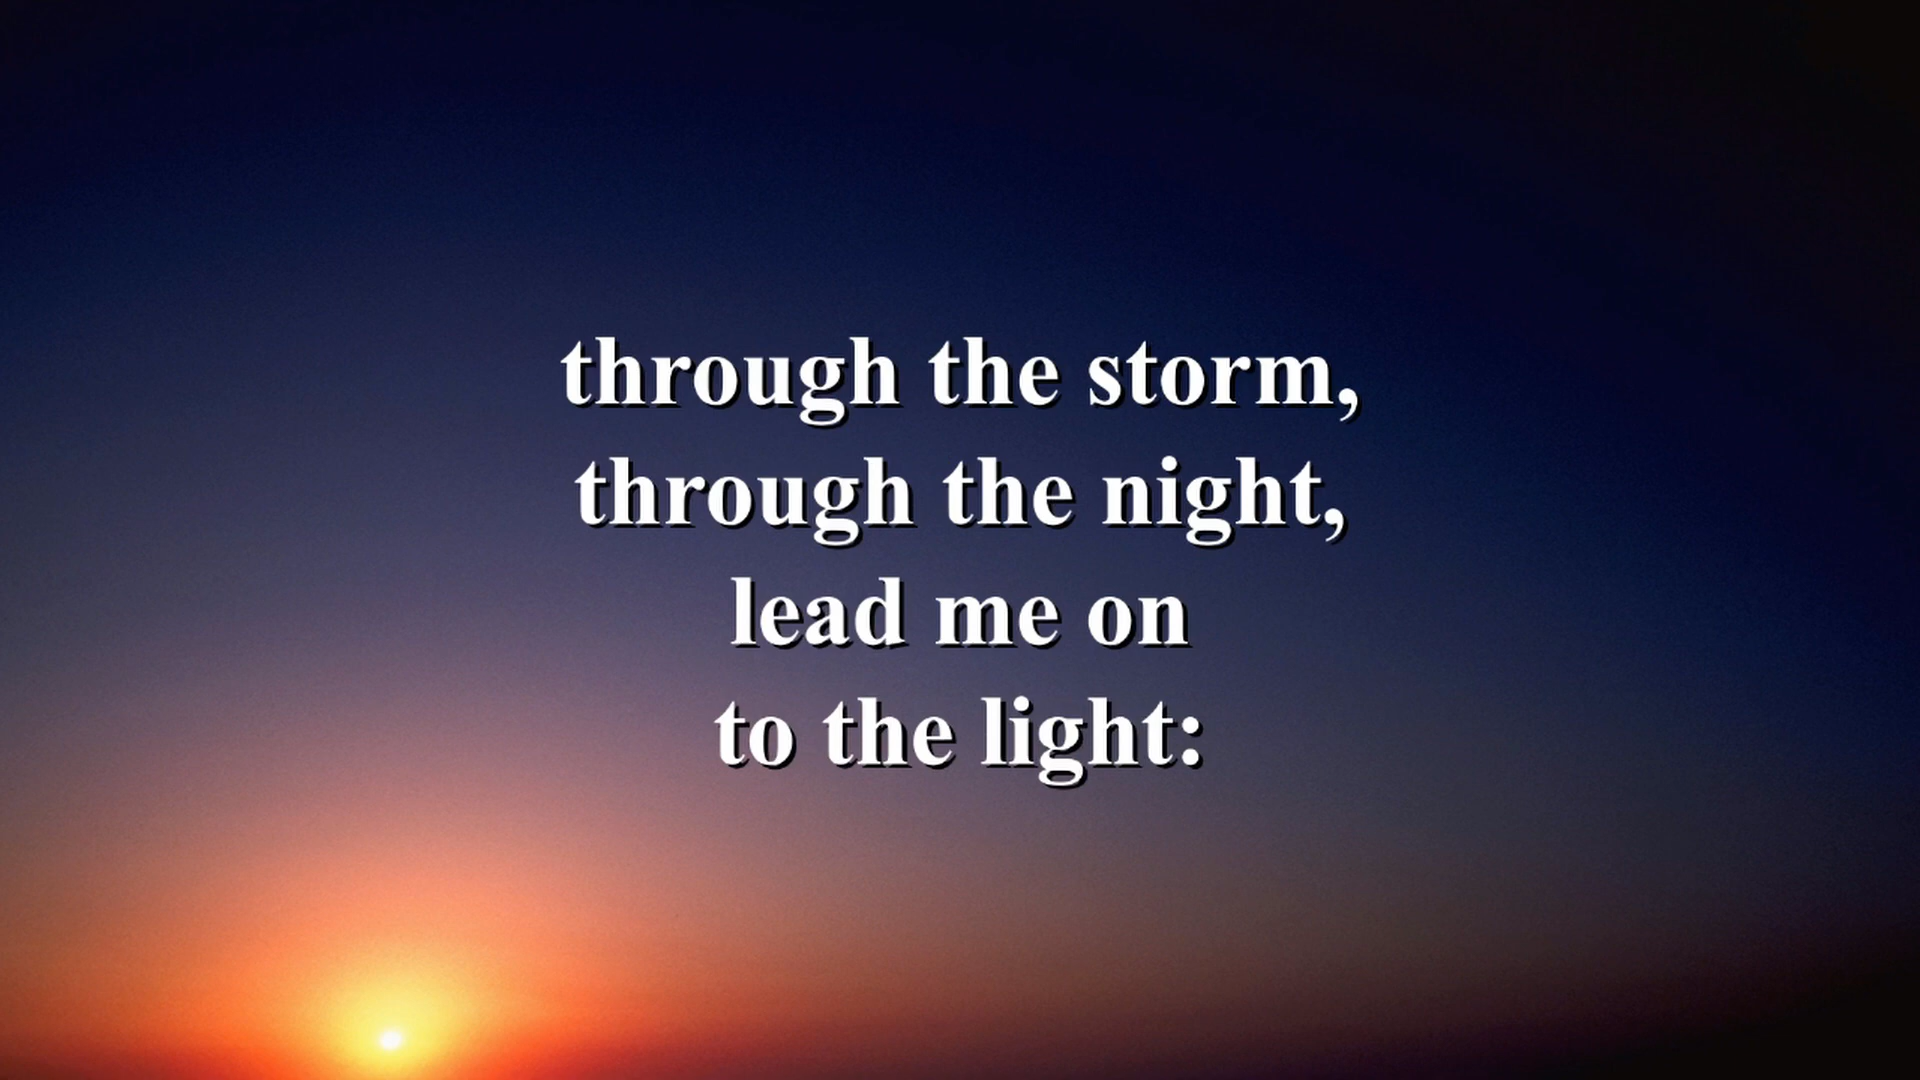 through the storm,
through the night,
lead me on
to the light: